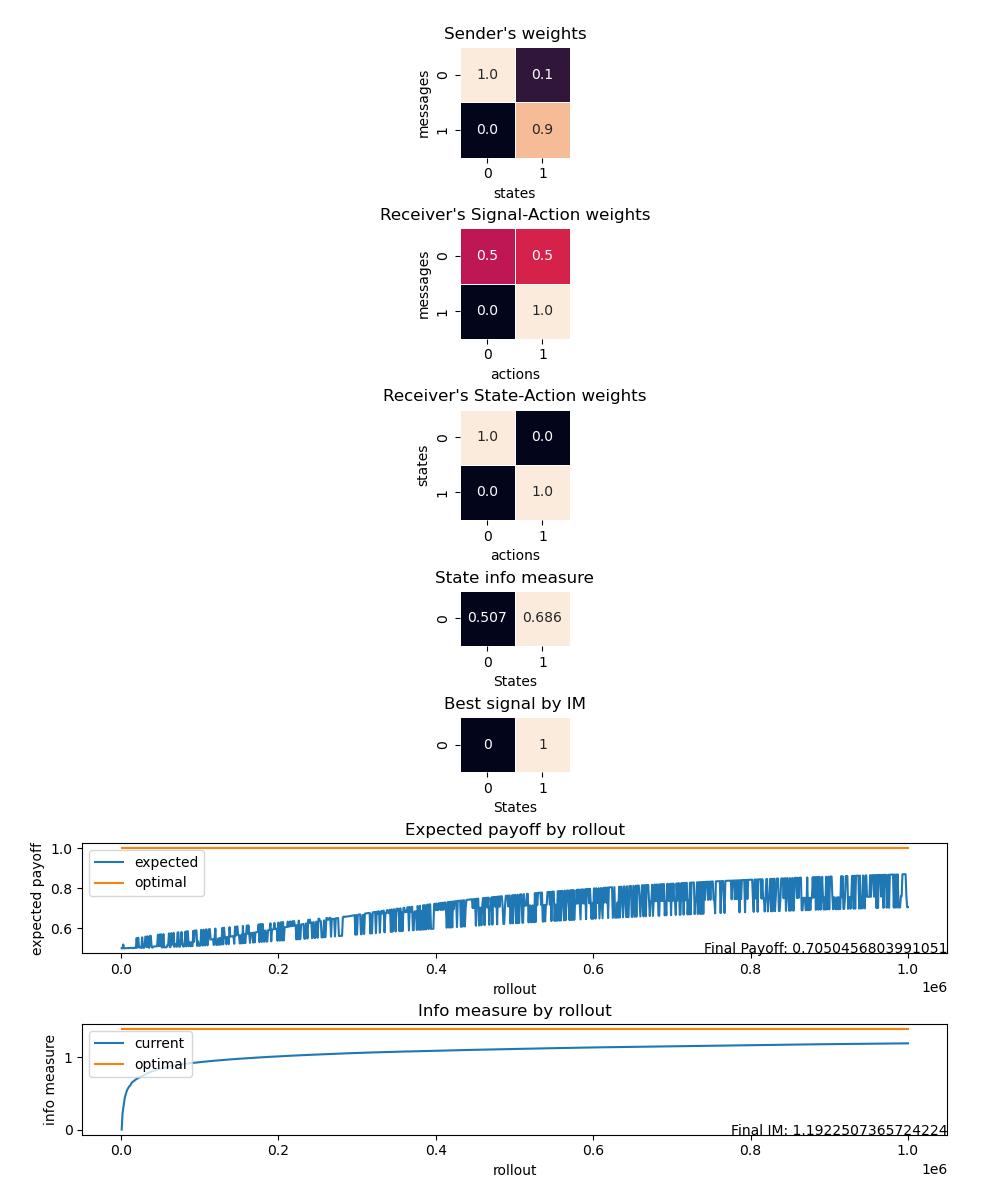 Sender's weights
messages
0
1.0
0.1
1
0.0
0.9
0
1
states
Receiver's Signal-Action weights
messages
0
0.5
0.5
1
0.0
1.0
0
1
actions
Receiver's State-Action weights
states
0
1.0
0.0
1
0.0
1.0
0
1
actions
State info measure
0
0.507
0.686
0
1
States
Best signal by IM
0
0
1
0
1
States
Expected payoff by rollout
expected payoff
1.0
0.8
0.6
expected
optimal
Final Payoff: 0.7050456803991051
0.0
0.2
0.4
0.6
0.8
1.0
1e6
rollout
Info measure by rollout
info measure
1
0
current
optimal
Final IM: 1.1922507365724224
0.0
0.2
0.4
0.6
0.8
1.0
1e6
rollout